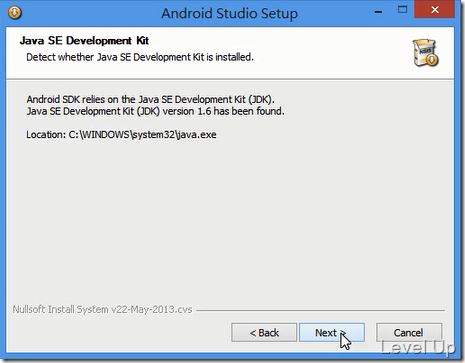 Android Studio Setup
Java SE Development Kit
Detect whether Java SE Development Kit is installed.
Android SDK relies on the Java SE Development Kit (JDK).
Java SE Development Kit (JDK) version 1.6 has been found.
Location: C:\WINDOWS\system32\java.exe
Nullsoft Install System v22-May-2013.cvs
< Back
Next >
Cancel
Level Up